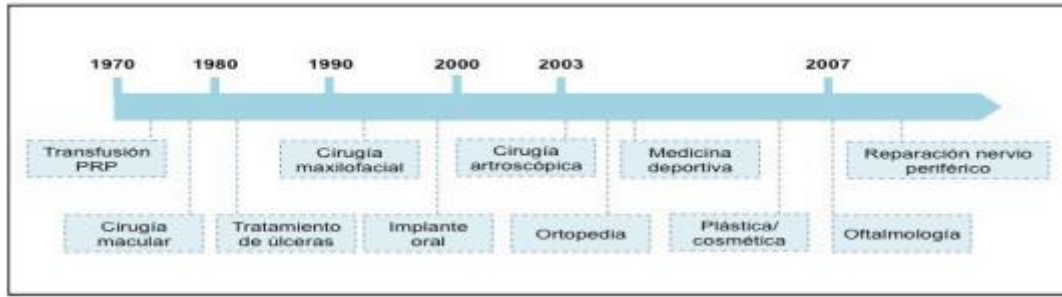 1970 1980 1990 2000 2003 2007
Transfusión
PRP
Cirugía
maxilofacial
Cirugía
artroscópica
Medicina
deportiva
Reparación nervio
periférico
Cirugía
macular
Tratamiento
de úlceras
Implante
oral
Ortopedia
Plástica/
cosmética
Oftalmología